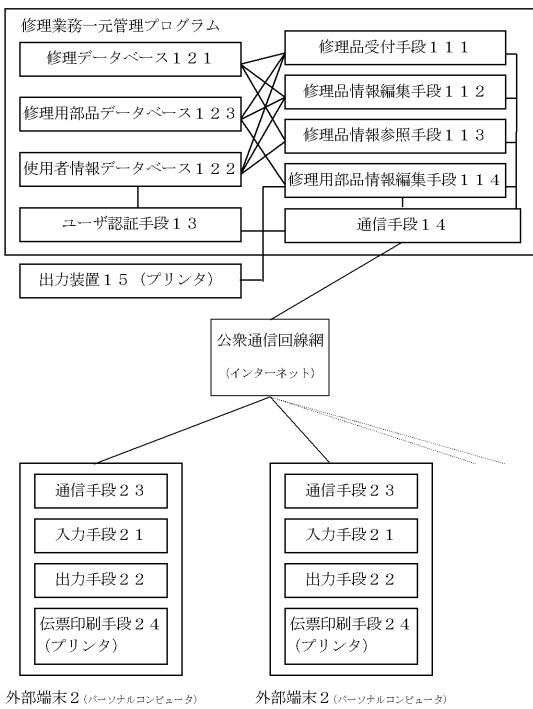 修理業務一元管理プログラム
修理データベース１２１
修理用部品データベース１２３
使用者情報データベース１２２
ユーザ認証手段１３
修理品受付手段１１１
修理品情報編集手段１１２
修理品情報参照手段１１３
修理用部品情報編集手段１１４
通信手段１４
出力装置１５（プリンタ）
公衆通信回線網
（インターネット）
通信手段２３
入力手段２１
出力手段２２
伝票印刷手段２４
（プリンタ）
外部端末２（パーソナルコンピュータ）
通信手段２３
入力手段２１
出力手段２２
伝票印刷手段２４
（プリンタ）
外部端末２（パーソナルコンピュータ）